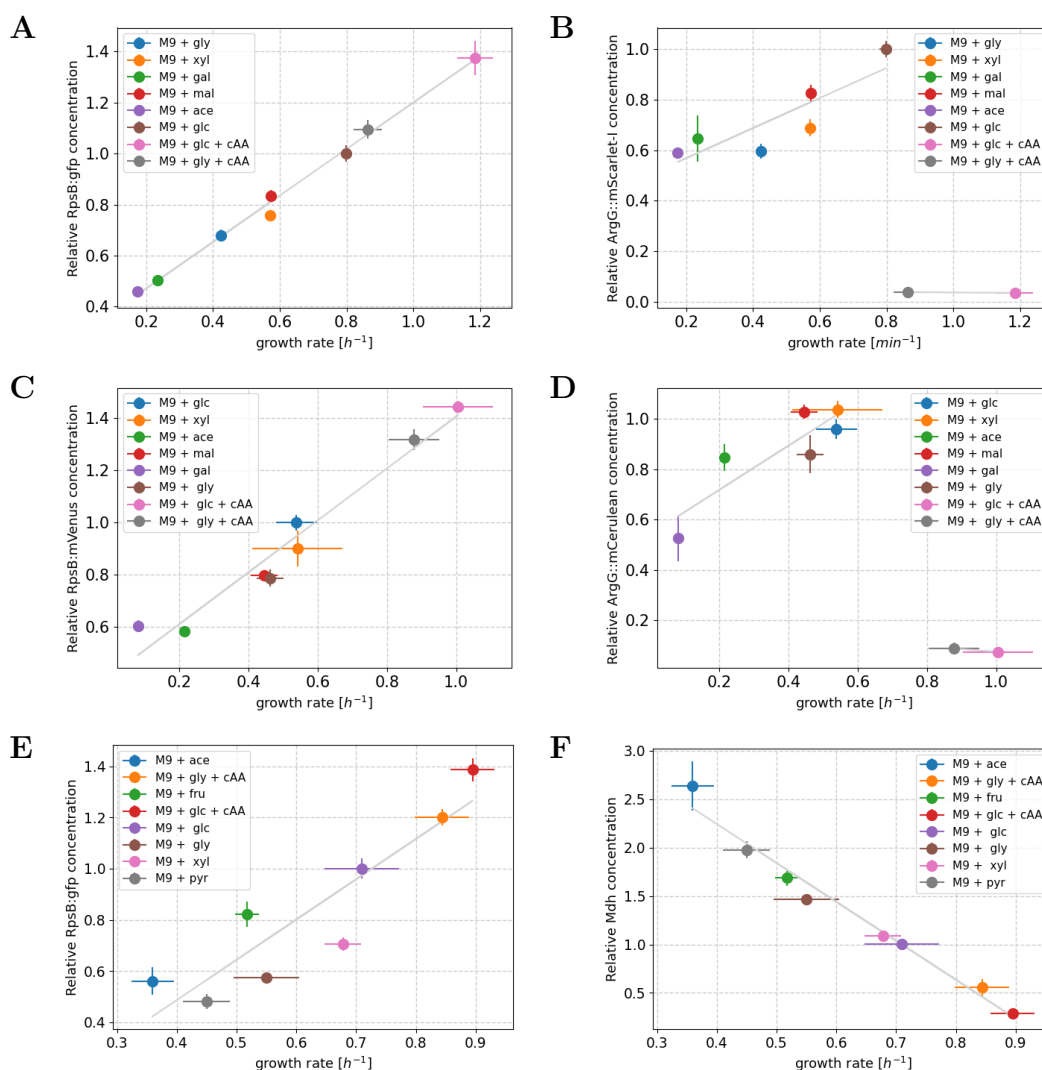 A
Relative RpsB:gfp concentration
1.4
1.2
1.0
0.8
0.6
0.4
M9 + gly
M9 + xyl
M9 + gal
M9 + mal
M9 + ace
M9 + glc
M9 + glc + cAA
M9 + gly + cAA
0.2 0.4 0.6 0.8 1.0 1.2
growth rate [h⁻¹]
B
Relative ArgG::mScarlet-I concentration
1.0
0.8
0.6
0.4
0.2
0.0
M9 + gly
M9 + xyl
M9 + gal
M9 + mal
M9 + ace
M9 + glc
M9 + glc + cAA
M9 + gly + cAA
0.2 0.4 0.6 0.8 1.0 1.2
growth rate [min⁻¹]
C
Relative RpsB:mVenus concentration
1.4
1.2
1.0
0.8
0.6
M9 + glc
M9 + xyl
M9 + ace
M9 + mal
M9 + gal
M9 + gly
M9 + glc + cAA
M9 + gly + cAA
0.2 0.4 0.6 0.8 1.0
growth rate [h⁻¹]
D
Relative ArgG::mCerulean concentration
1.0
0.8
0.6
0.4
0.2
M9 + glc
M9 + xyl
M9 + ace
M9 + mal
M9 + gal
M9 + gly
M9 + glc + cAA
M9 + gly + cAA
0.2 0.4 0.6 0.8 1.0
growth rate [h⁻¹]
E
Relative RpsB:gfp concentration
1.4
1.2
1.0
0.8
0.6
0.4
M9 + ace
M9 + gly + cAA
M9 + fru
M9 + glc + cAA
M9 + glc
M9 + gly
M9 + xyl
M9 + pyr
0.3 0.4 0.5 0.6 0.7 0.8 0.9
growth rate [h⁻¹]
F
Relative Mdh concentration
3.0
2.5
2.0
1.5
1.0
0.5
M9 + ace
M9 + gly + cAA
M9 + fru
M9 + glc + cAA
M9 + glc
M9 + gly
M9 + xyl
M9 + pyr
0.3 0.4 0.5 0.6 0.7 0.8 0.9
growth rate [h⁻¹]